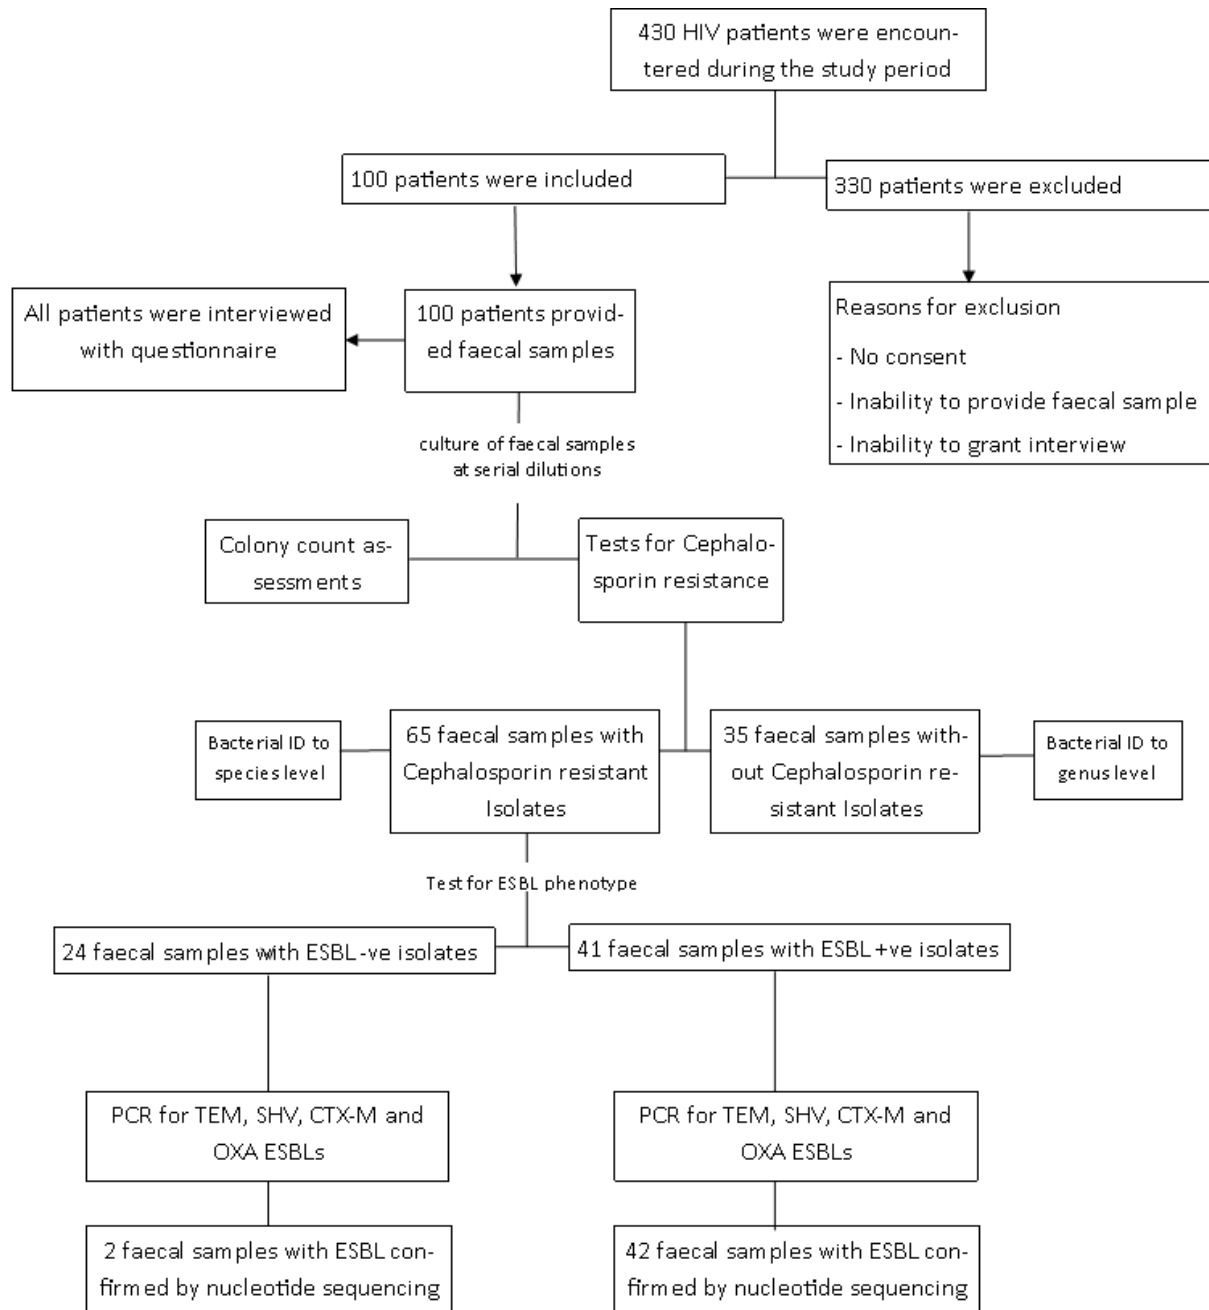 430 HIV patients were encoun-
tered during the study period
100 patients were included
330 patients were excluded
All patients were interviewed
with questionnaire
100 patients provid-
ed faecal samples
Reasons for exclusion
- No consent
- Inability to provide faecal sample
- Inability to grant interview
culture of faecal samples
at serial dilutions
Colony count as-
sessments
Tests for Cephalo-
sporin resistance
Bacterial ID to
species level
65 faecal samples with
Cephalosporin resistant
Isolates
35 faecal samples with-
out Cephalosporin re-
sistant Isolates
Bacterial ID to
genus level
Test for ESBL phenotype
24 faecal samples with ESBL -ve isolates
41 faecal samples with ESBL +ve isolates
PCR for TEM, SHV, CTX-M and
OXA ESBLs
PCR for TEM, SHV, CTX-M and
OXA ESBLs
2 faecal samples with ESBL con-
firmed by nucleotide sequencing
42 faecal samples with ESBL con-
firmed by nucleotide sequencing